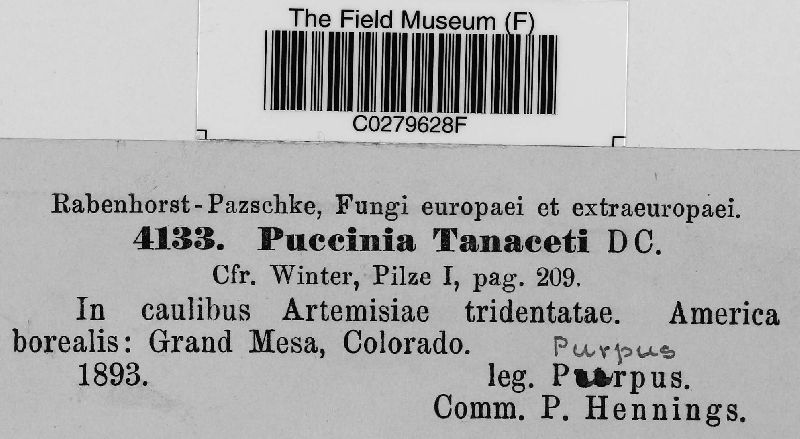 The Field Museum (F)
C0279628F
Rabenhorst-Pazschke, Fungi europaei et extraeuropaei.
4133. Puccinia Tanaceti DC.
Cfr. Winter, Pilze I, pag. 209.
In caulibus Artemisiae tridentatae. America
borealis: Grand Mesa, Colorado.
Purpus
1893. leg. Purpus.
Comm. P. Hennings.